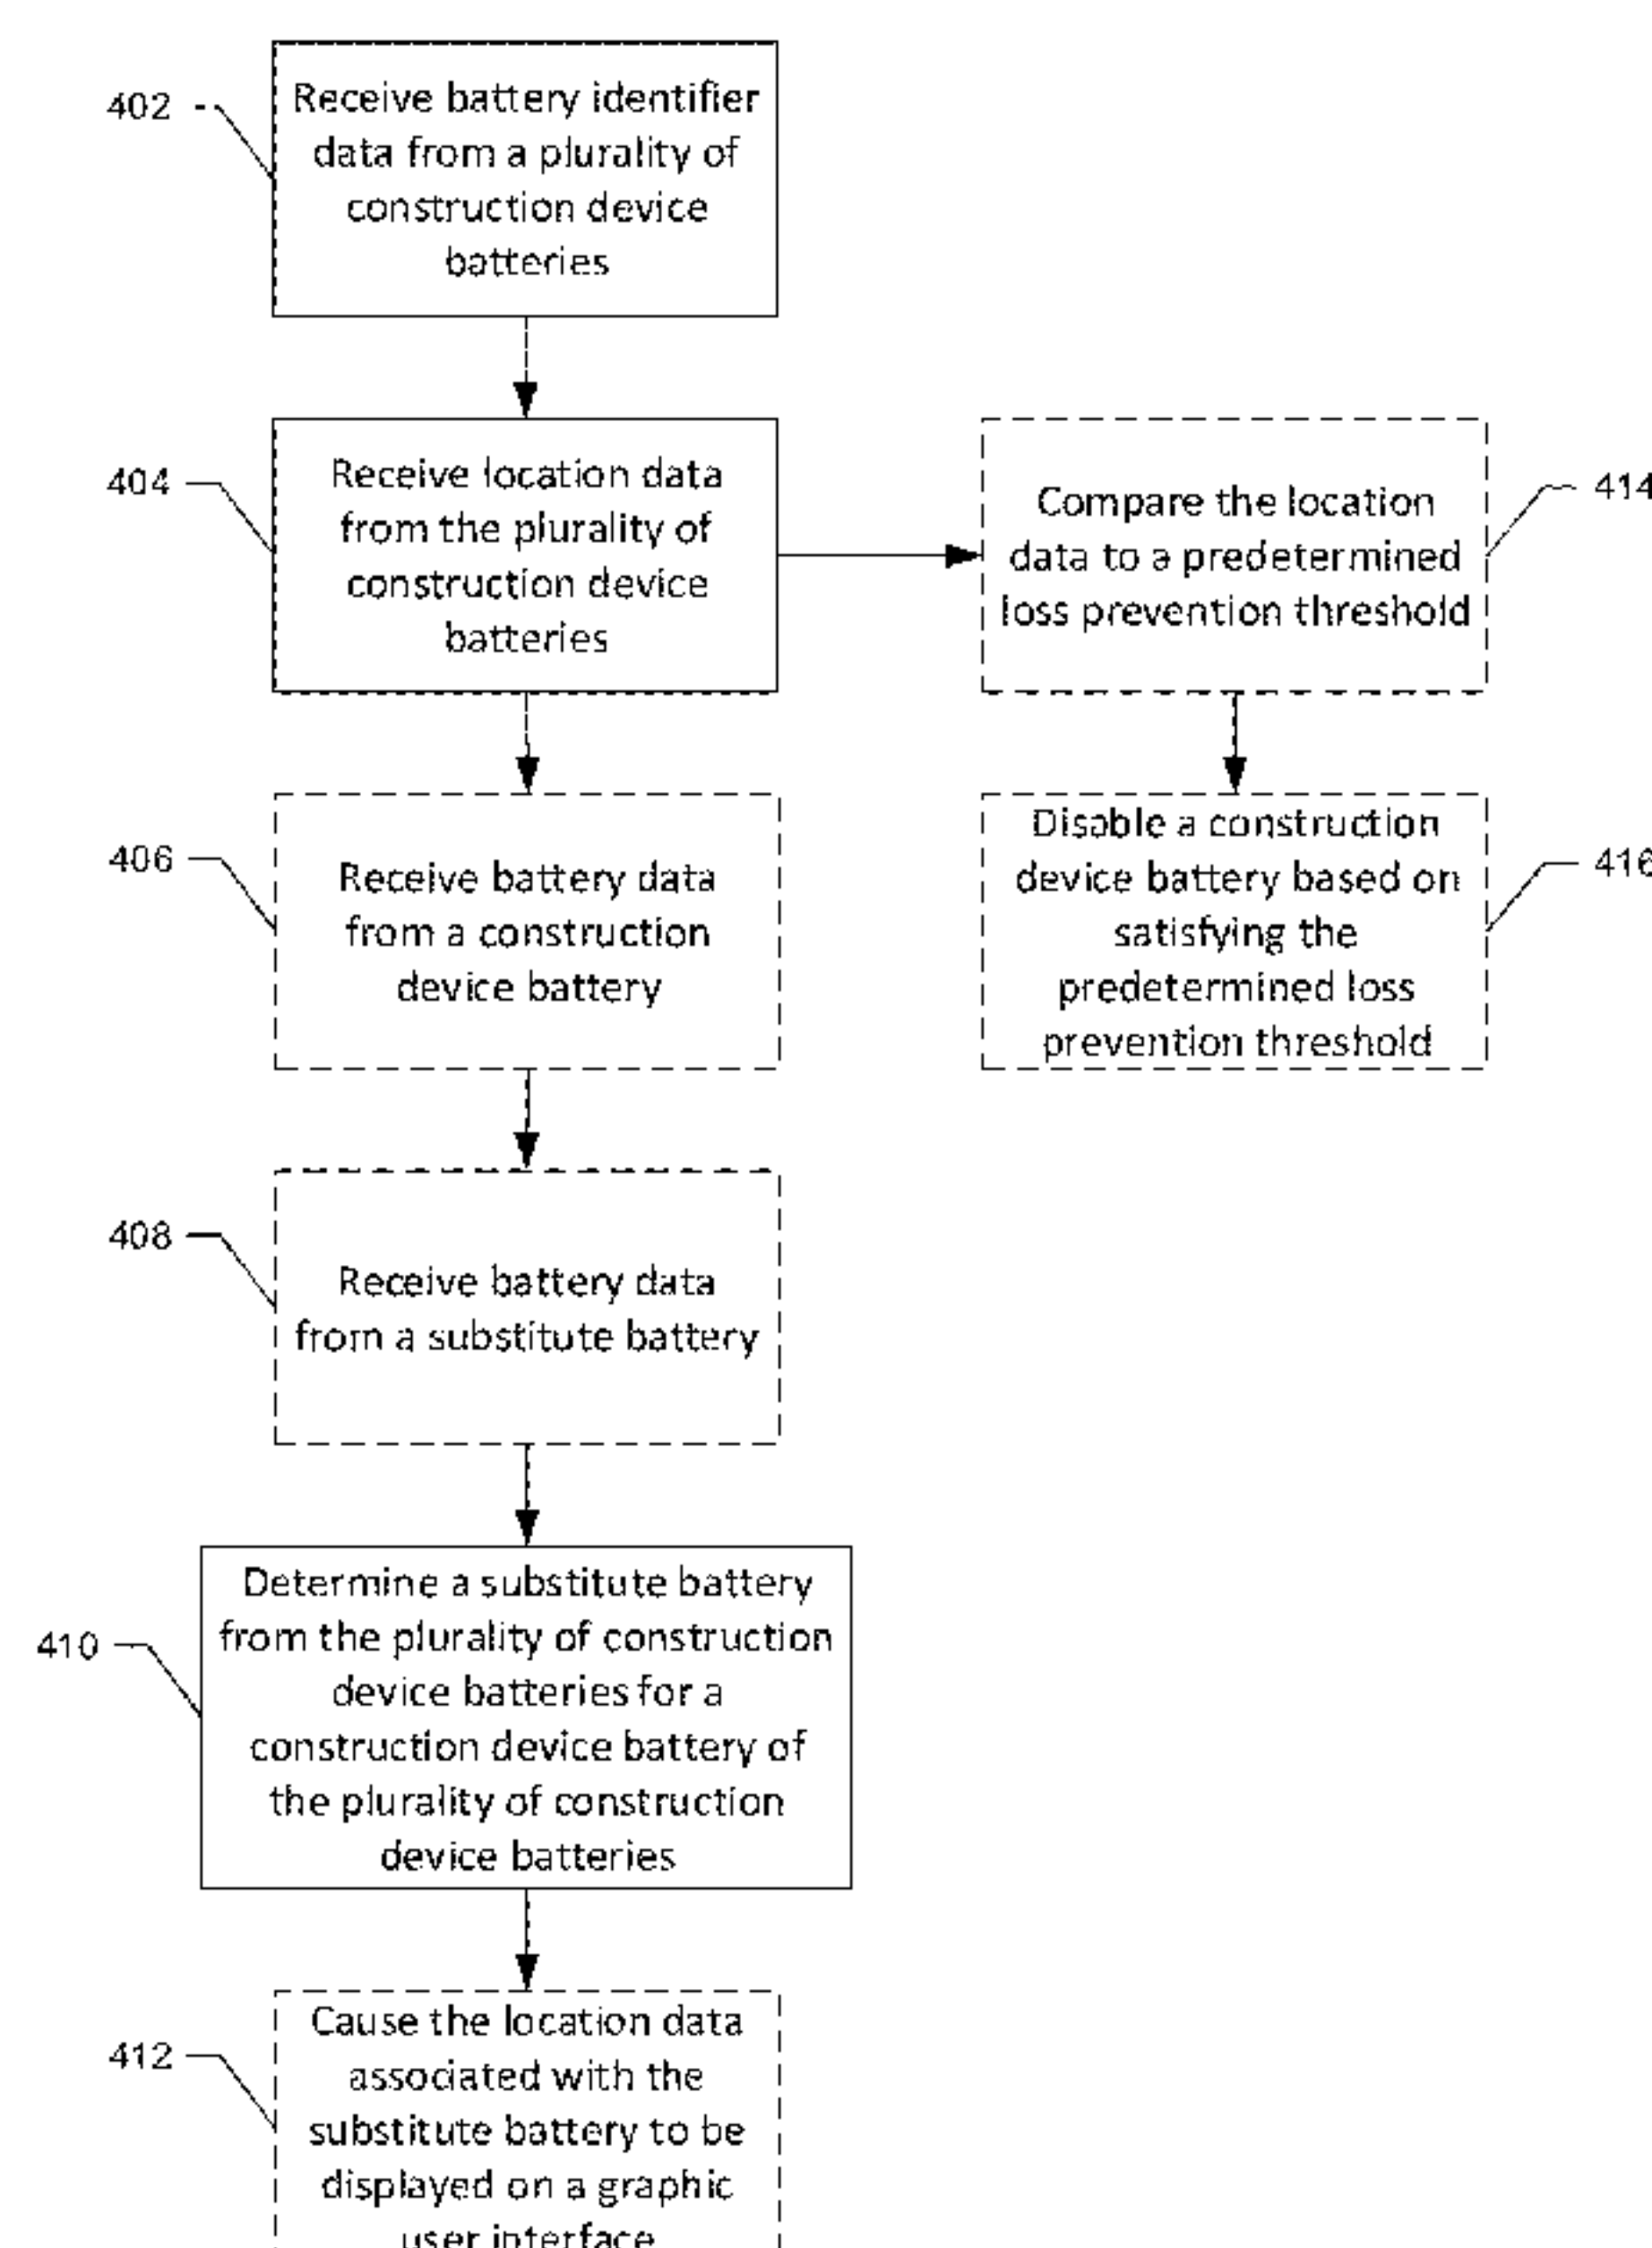 402
Receive battery identifier
data from a plurality of
construction device
batteries
404
Receive location data
from the plurality of
construction device
batteries
414
Compare the location
data to a predetermined
loss prevention threshold
406
Receive battery data
from a construction
device battery
416
Disable a construction
device battery based on
satisfying the
predetermined loss
prevention threshold
408
Receive battery data
from a substitute battery
410
Determine a substitute battery
from the plurality of construction
device batteries for a
construction device battery of
the plurality of construction
device batteries
412
Cause the location data
associated with the
substitute battery to be
displayed on a graphic
user interface